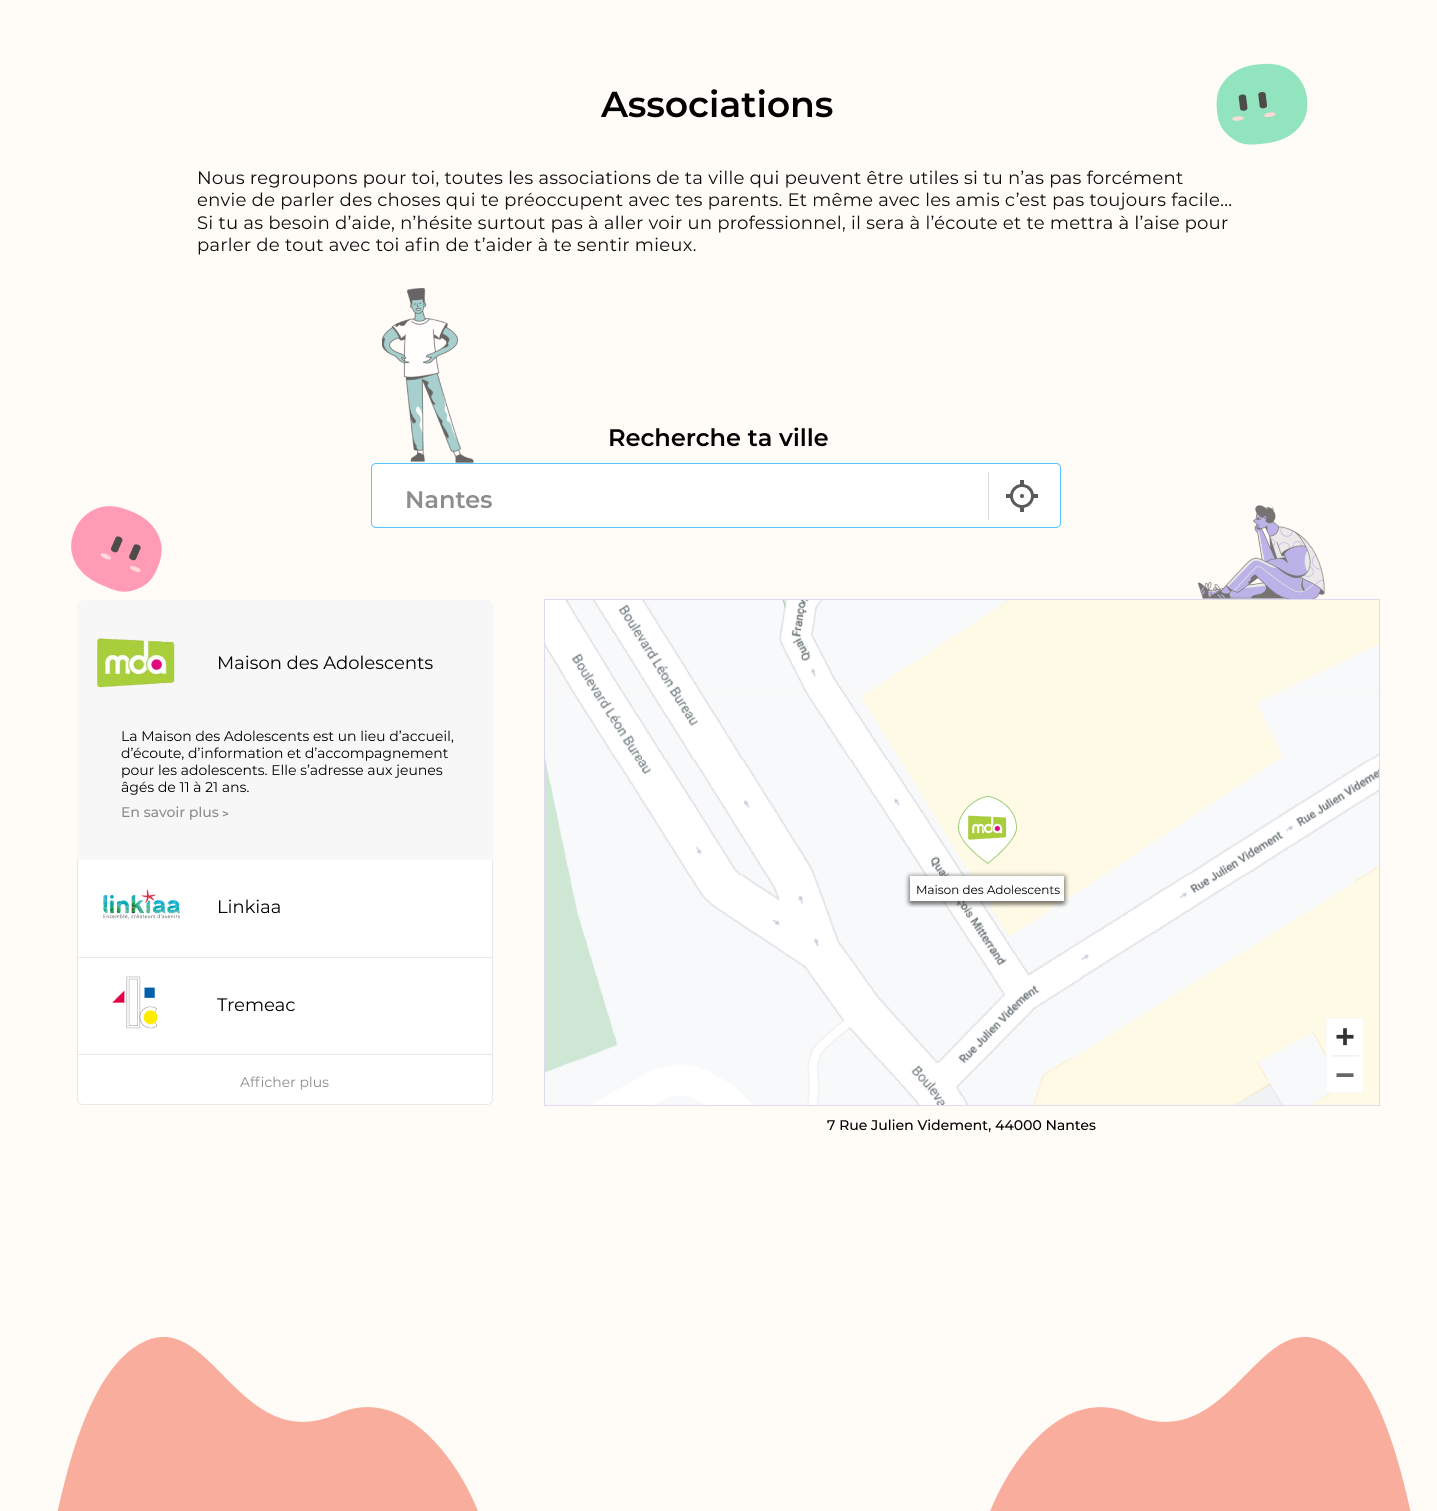 Associations
Nous regroupons pour toi, toutes les associations de ta ville qui peuvent être utiles si tu n’as pas forcément
envie de parler des choses qui te préoccupent avec tes parents. Et même avec les amis c’est pas toujours facile...
Si tu as besoin d’aide, n’hésite surtout pas à aller voir un professionnel, il sera à l’écoute et te mettra à l’aise pour
parler de tout avec toi afin de t’aider à te sentir mieux.
Recherche ta ville
Nantes
mda
Maison des Adolescents
La Maison des Adolescents est un lieu d’accueil,
d’écoute, d’information et d’accompagnement
pour les adolescents. Elle s’adresse aux jeunes
âgés de 11 à 21 ans.
En savoir plus >
linkiaa
Ensemble, créateurs d'avenirs
Linkiaa
Tremeac
Afficher plus
Boulevard Léon Bureau
Boulevard Léon Bureau
Quai Franço
mda
Maison des Adolescents
Qua
ois Mitterrand
Rue Julien Videme
Rue Julien Videment
Rue Julien Videment
Bouleva
+
−
7 Rue Julien Videment, 44000 Nantes